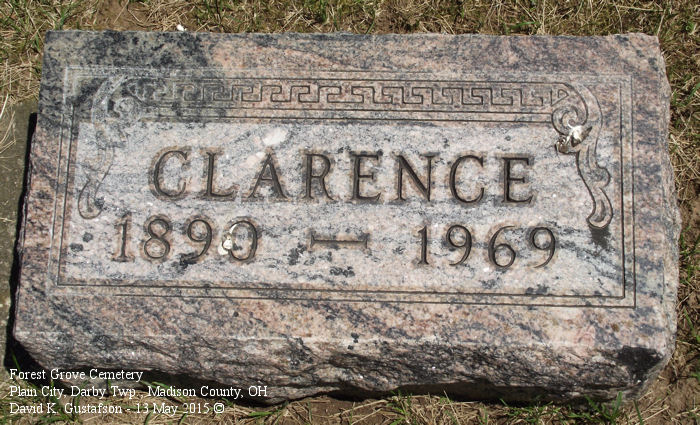 CLARENCE
1890 — 1969
Forest Grove Cemetery
Plain City, Darby Twp., Madison County, OH
David K. Gustafson - 13 May 2015 ©